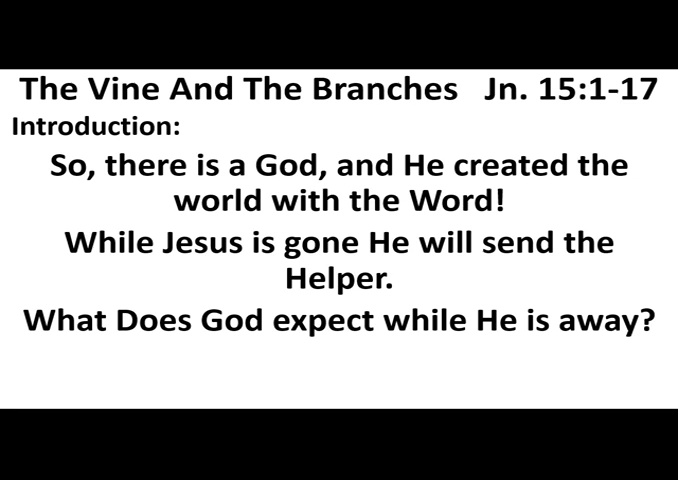 The Vine And The Branches Jn. 15:1-17
Introduction:
So, there is a God, and He created the
world with the Word!
While Jesus is gone He will send the
Helper.
What Does God expect while He is away?